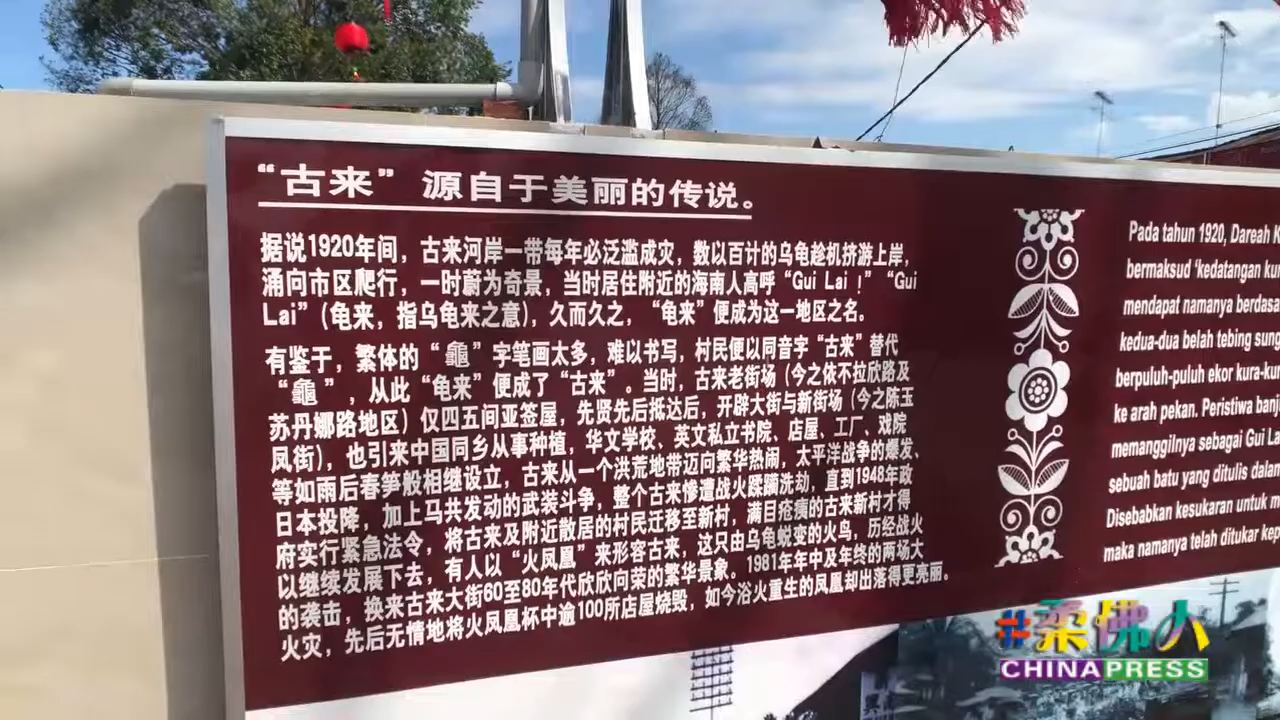 “古来”源自于美丽的传说。
据说1920年间，古来河岸一带每年必泛滥成灾，数以百计的乌龟趁机挤游上岸，
涌向市区爬行，一时蔚为奇景，当时居住附近的海南人高呼“Gui Lai！”“Gui
Lai”（龟来，指乌龟来之意），久而久之，“龟来”便成为这一地区之名。
有鉴于，繁体的“龜”字笔画太多，难以书写，村民便以同音字“古来”替代
“龜”，从此“龟来”便成了“古来”。当时，古来老街场（今之依不拉欣路及
苏丹娜路地区）仅四五间亚答屋，先贤先后抵达后，开辟大街与新街场（今之陈玉
凤街），也引来中国同乡从事种植，华文学校、英文私立书院、店屋、工厂、戏院
等如雨后春笋般相继设立，古来从一个洪荒地带迈向繁华热闹，太平洋战争的爆发、
日本投降，加上马共发动的武装斗争，整个古来惨遭战火蹂躏洗劫，直到1948年政
府实行紧急法令，将古来及附近散居的村民迁移至新村，满目疮痍的古来新村才得
以继续发展下去，有人以“火凤凰”来形容古来，这只由乌龟蜕变的火鸟，历经战火
的袭击，换来古来大街60至80年代欣欣向荣的繁华景象。1981年年中及年终的两场大
火灾，先后无情地将火凤凰杯中逾100所店屋烧毁，如今浴火重生的凤凰却出落得更亮丽。
Pada tahun 1920, Dareah K
bermaksud ‘kedatangan kur
mendapat namanya berdasa
kedua-dua belah tebing sung
berpuluh-puluh ekor kura-kur
ke arah pekan. Peristiwa banji
memanggilnya sebagai Gui La
sebuah batu yang ditulis dalam
Disebabkan kesukaran untuk m
maka namanya telah ditukar kep
#柔佛人
CHINA PRESS